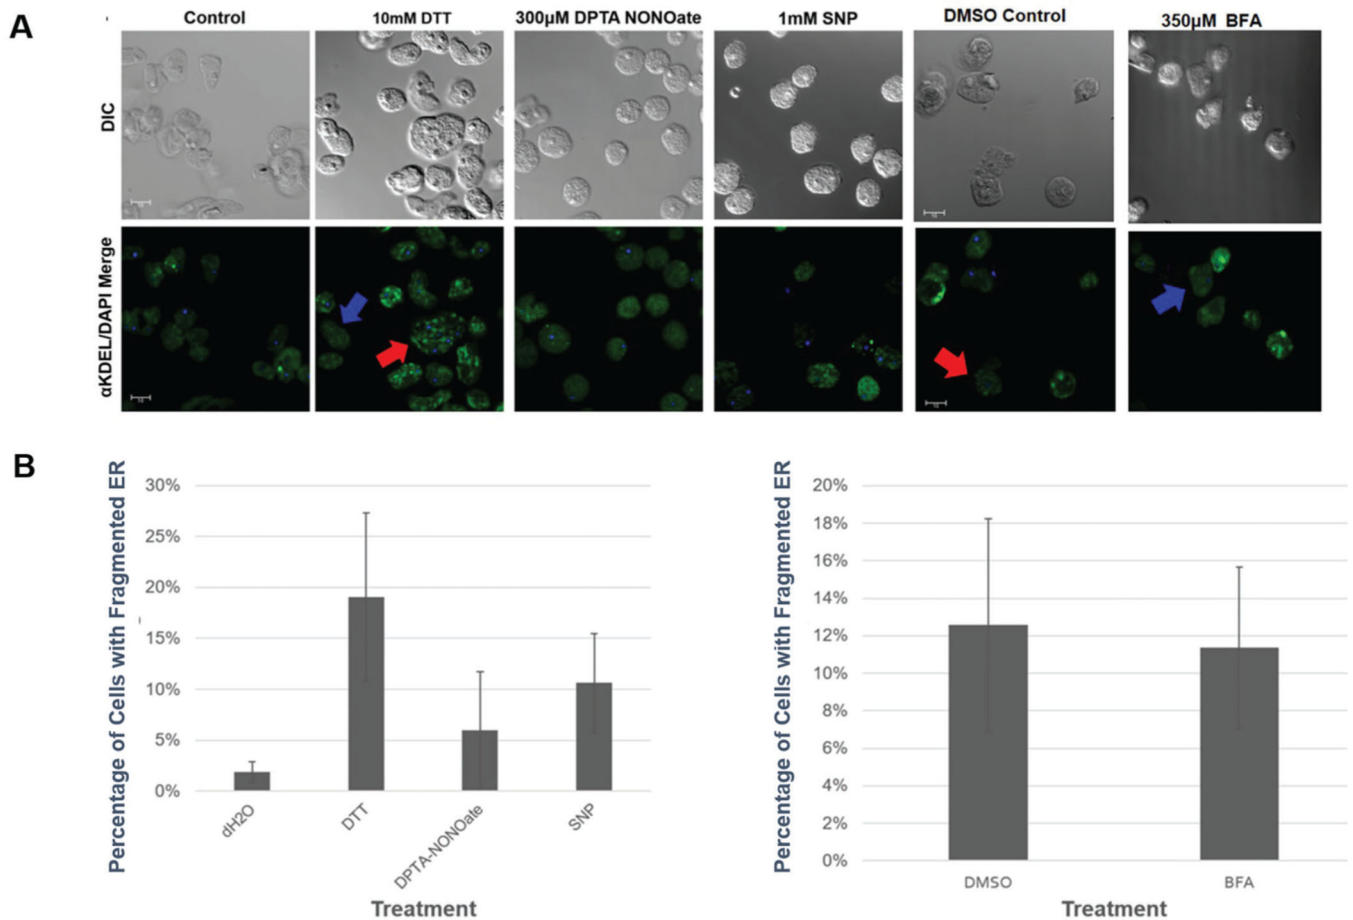 A
Control
10mM DTT
300µM DPTA NONOate
1mM SNP
DMSO Control
350µM BFA
DIC
αKDEL/DAPI Merge
B
Percentage of Cells with Fragmented ER
30%
25%
20%
15%
10%
5%
0%
dH2O
DTT
DPTA-NONOate
SNP
Treatment
Percentage of Cells with Fragmented ER
20%
18%
16%
14%
12%
10%
8%
6%
4%
2%
0%
DMSO
BFA
Treatment